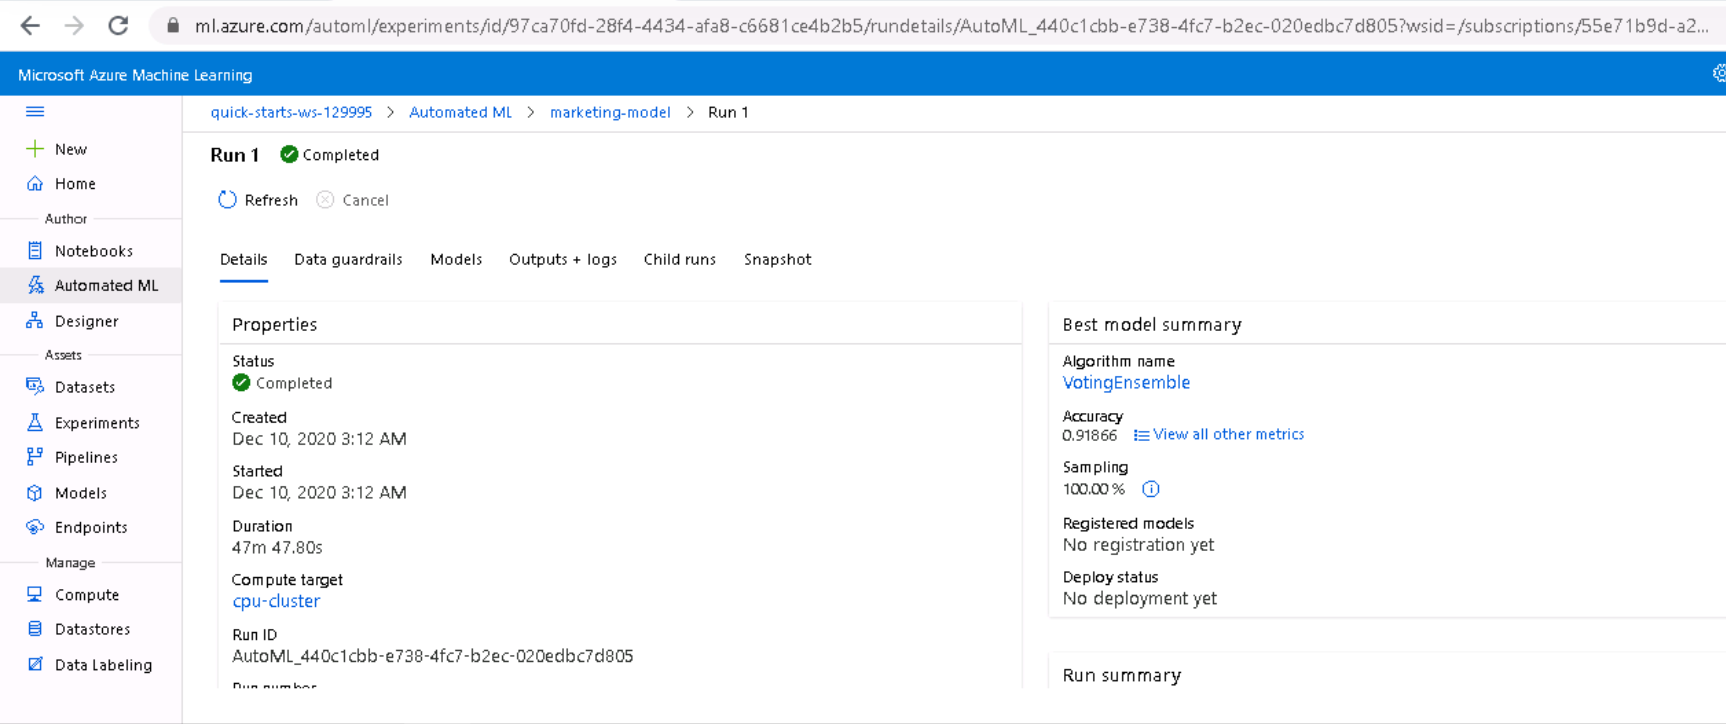 ml.azure.com/automl/experiments/id/97ca70fd-28f4-4434-afa8-c6681ce4b2b5/rundetails/AutoML_440c1cbb-e738-4fc7-b2ec-020edbc7d805?wsid=/subscriptions/55e71b9d-a2...
Microsoft Azure Machine Learning
quick-starts-ws-129995 > Automated ML > marketing-model > Run 1
New
Home
Author
Notebooks
Automated ML
Designer
Assets
Datasets
Experiments
Pipelines
Models
Endpoints
Manage
Compute
Datastores
Data Labeling
Run 1 Completed
Refresh Cancel
Details Data guardrails Models Outputs + logs Child runs Snapshot
Properties
Status
Completed
Created
Dec 10, 2020 3:12 AM
Started
Dec 10, 2020 3:12 AM
Duration
47m 47.80s
Compute target
cpu-cluster
Run ID
AutoML_440c1cbb-e738-4fc7-b2ec-020edbc7d805
Run number
Best model summary
Algorithm name
VotingEnsemble
Accuracy
0.91866 View all other metrics
Sampling
100.00 %
Registered models
No registration yet
Deploy status
No deployment yet
Run summary